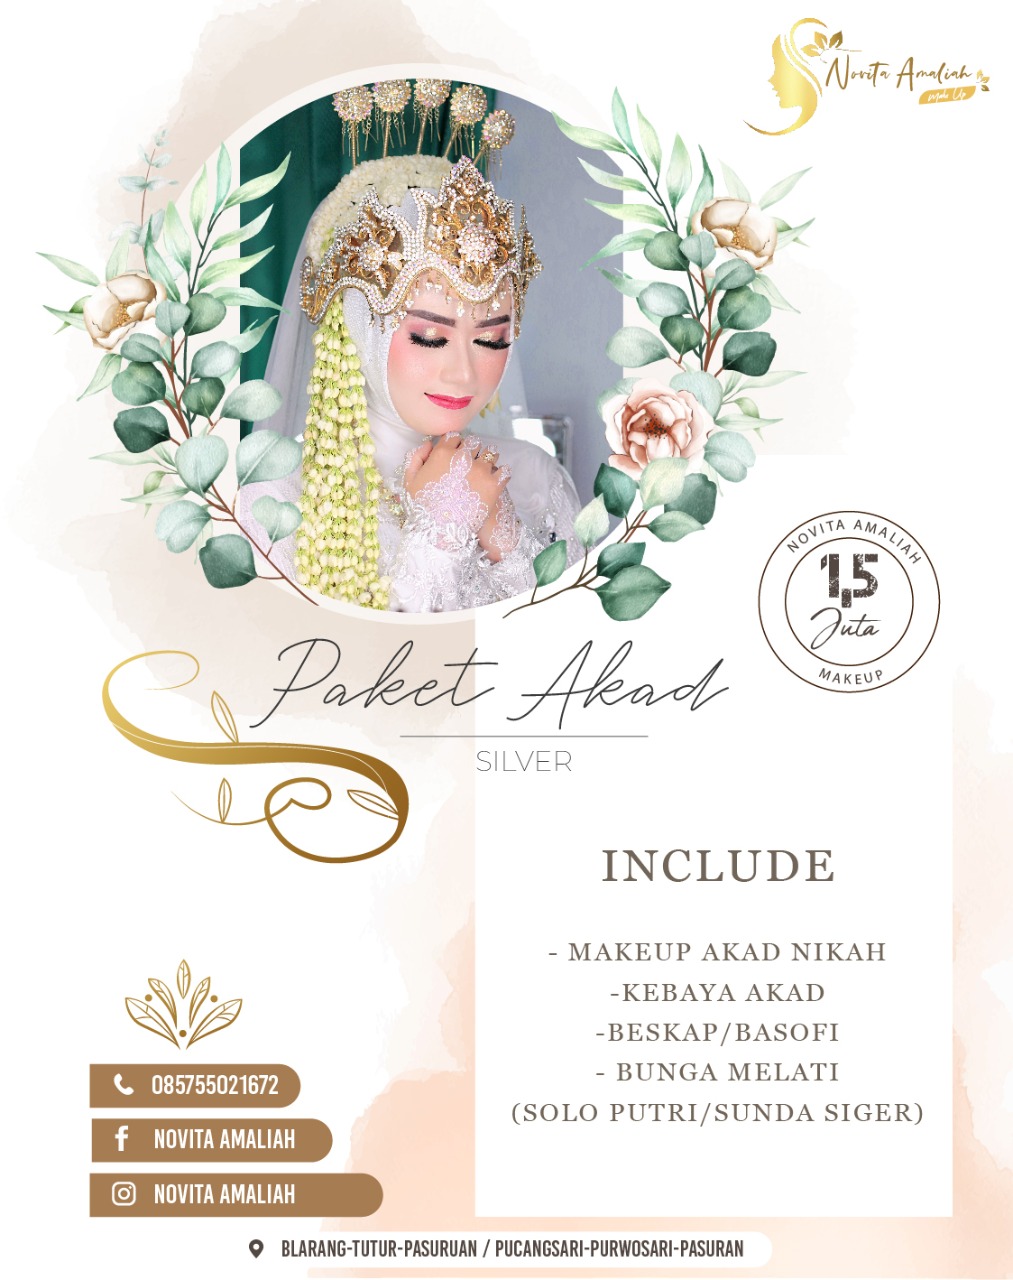 Novita Amaliah
Make Up
NOVITA AMALIAH
1,5
Juta
MAKEUP
Paket Akad
SILVER
INCLUDE
- MAKEUP AKAD NIKAH
-KEBAYA AKAD
-BESKAP/BASOFI
- BUNGA MELATI
(SOLO PUTRI/SUNDA SIGER)
085755021672
NOVITA AMALIAH
NOVITA AMALIAH
BLARANG-TUTUR-PASURUAN / PUCANGSARI-PURWOSARI-PASURAN